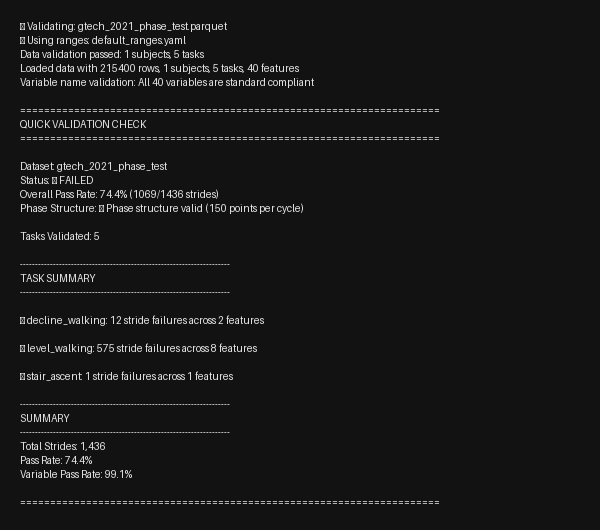 Validating: gtech_2021_phase_test.parquet
Using ranges: default_ranges.yaml
Data validation passed: 1 subjects, 5 tasks
Loaded data with 215400 rows, 1 subjects, 5 tasks, 40 features
Variable name validation: All 40 variables are standard compliant
======================================================================
QUICK VALIDATION CHECK
======================================================================
Dataset: gtech_2021_phase_test
Status: FAILED
Overall Pass Rate: 74.4% (1069/1436 strides)
Phase Structure: Phase structure valid (150 points per cycle)
Tasks Validated: 5
----------------------------------------------------------------------
TASK SUMMARY
----------------------------------------------------------------------
decline_walking: 12 stride failures across 2 features
level_walking: 575 stride failures across 8 features
stair_ascent: 1 stride failures across 1 features
----------------------------------------------------------------------
SUMMARY
----------------------------------------------------------------------
Total Strides: 1,436
Pass Rate: 74.4%
Variable Pass Rate: 99.1%
======================================================================